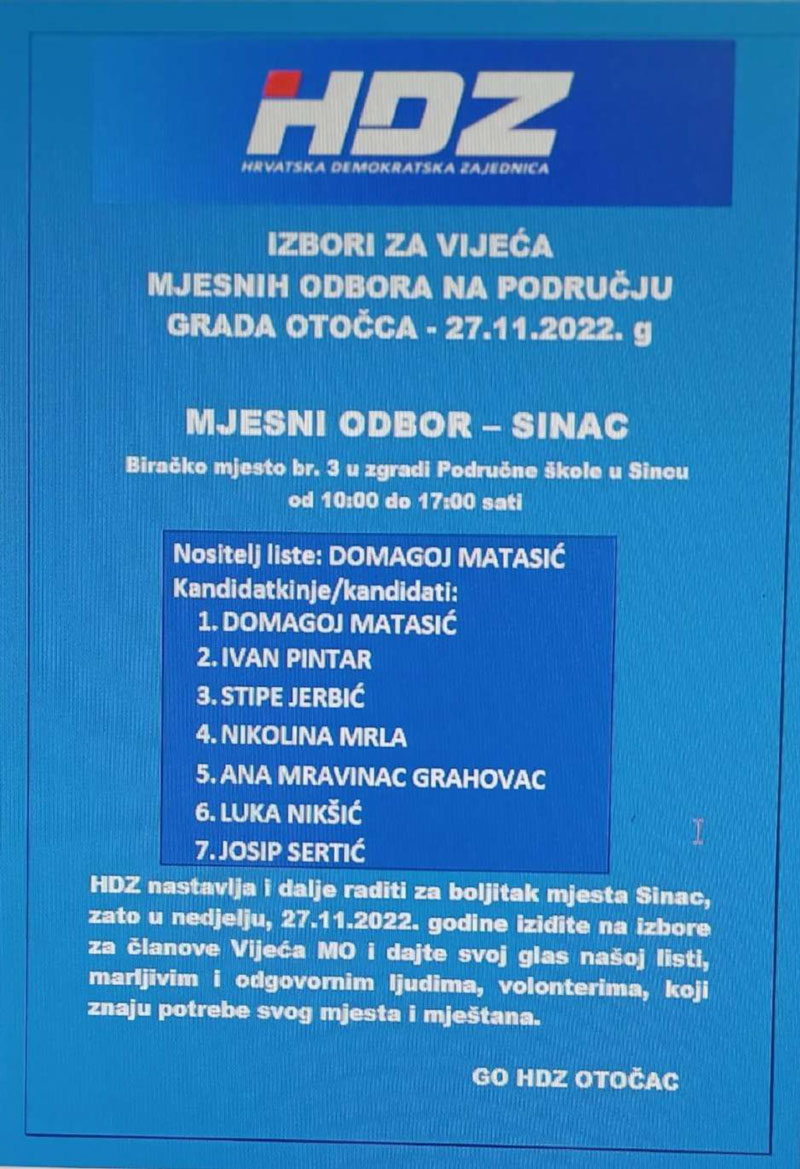 HDZ
HRVATSKA DEMOKRATSKA ZAJEDNICA
IZBORI ZA VIJEĆA
MJESNIH ODBORA NA PODRUČJU
GRADA OTOČCA - 27.11.2022. g
MJESNI ODBOR – SINAC
Biračko mjesto br. 3 u zgradi Područne škole u Sincu
od 10:00 do 17:00 sati
Nositelj liste: DOMAGOJ MATASIĆ
Kandidatkinje/kandidati:
1. DOMAGOJ MATASIĆ
2. IVAN PINTAR
3. STIPE JERBIĆ
4. NIKOLINA MRLA
5. ANA MRAVINAC GRAHOVAC
6. LUKA NIKŠIĆ
7. JOSIP SERTIĆ
HDZ nastavlja i dalje raditi za boljitak mjesta Sinac,
zato u nedjelju, 27.11.2022. godine iziđite na izbore
za članove Vijeća MO i dajte svoj glas našoj listi,
marljivim i odgovornim ljudima, volonterima, koji
znaju potrebe svog mjesta i mještana.
GO HDZ OTOČAC